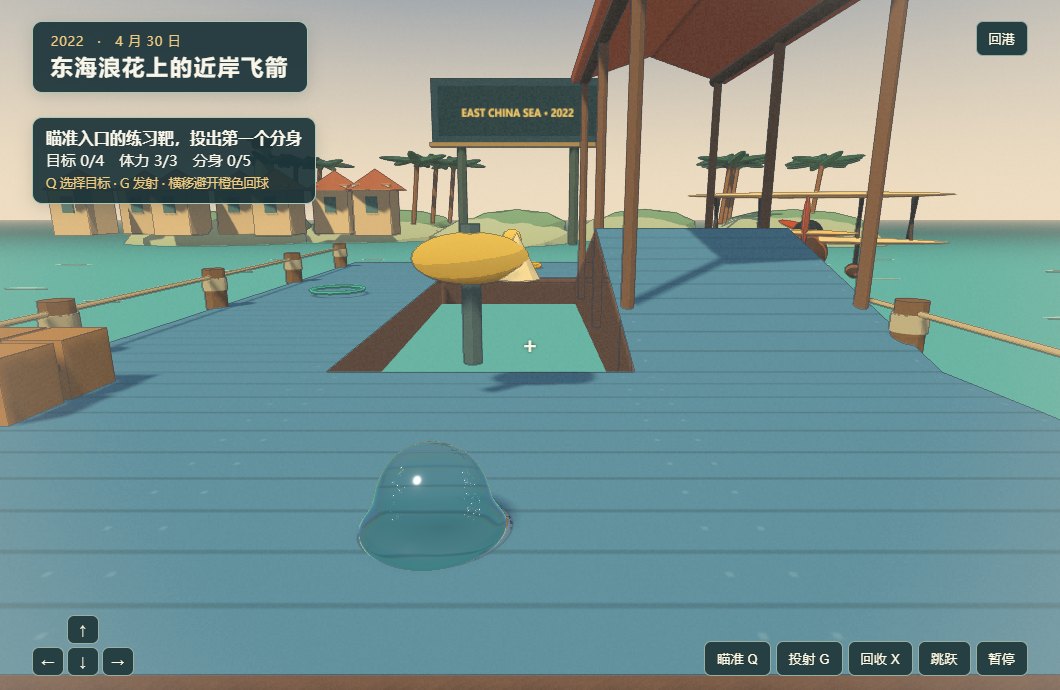 2022 · 4 月 30 日
东海浪花上的近岸飞箭
回港
EAST CHINA SEA • 2022
瞄准入口的练习靶，投出第一个分身
目标 0/4 体力 3/3 分身 0/5
Q 选择目标 · G 发射 · 横移避开橙色回球
↑
← ↓ →
瞄准 Q 投射 G 回收 X 跳跃 暂停